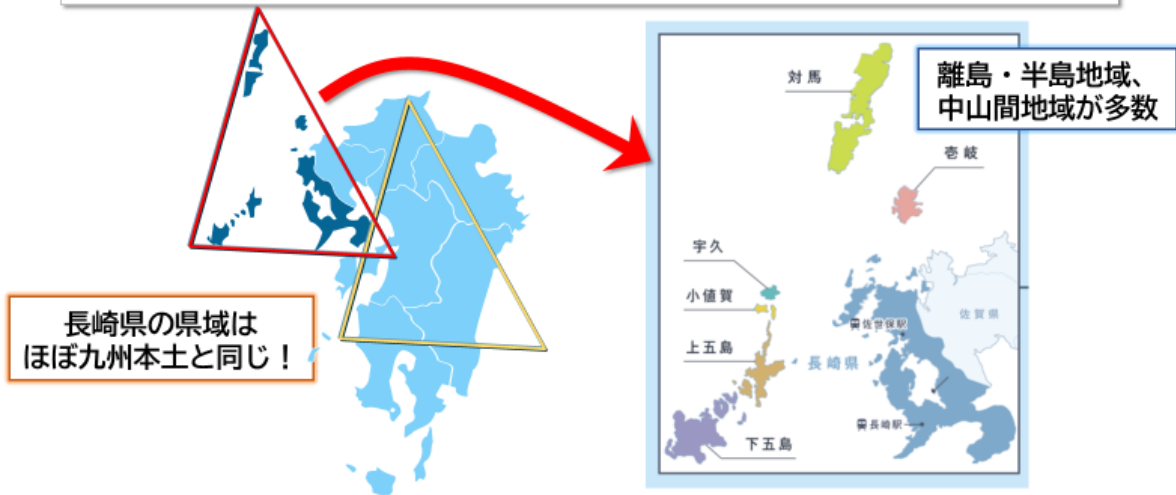 離島・半島地域、
中山間地域が多数
対馬
壱岐
宇久
小値賀
上五島
下五島
佐世保駅
佐賀県
長崎県
長崎駅
長崎県の県域は
ほぼ九州本土と同じ！